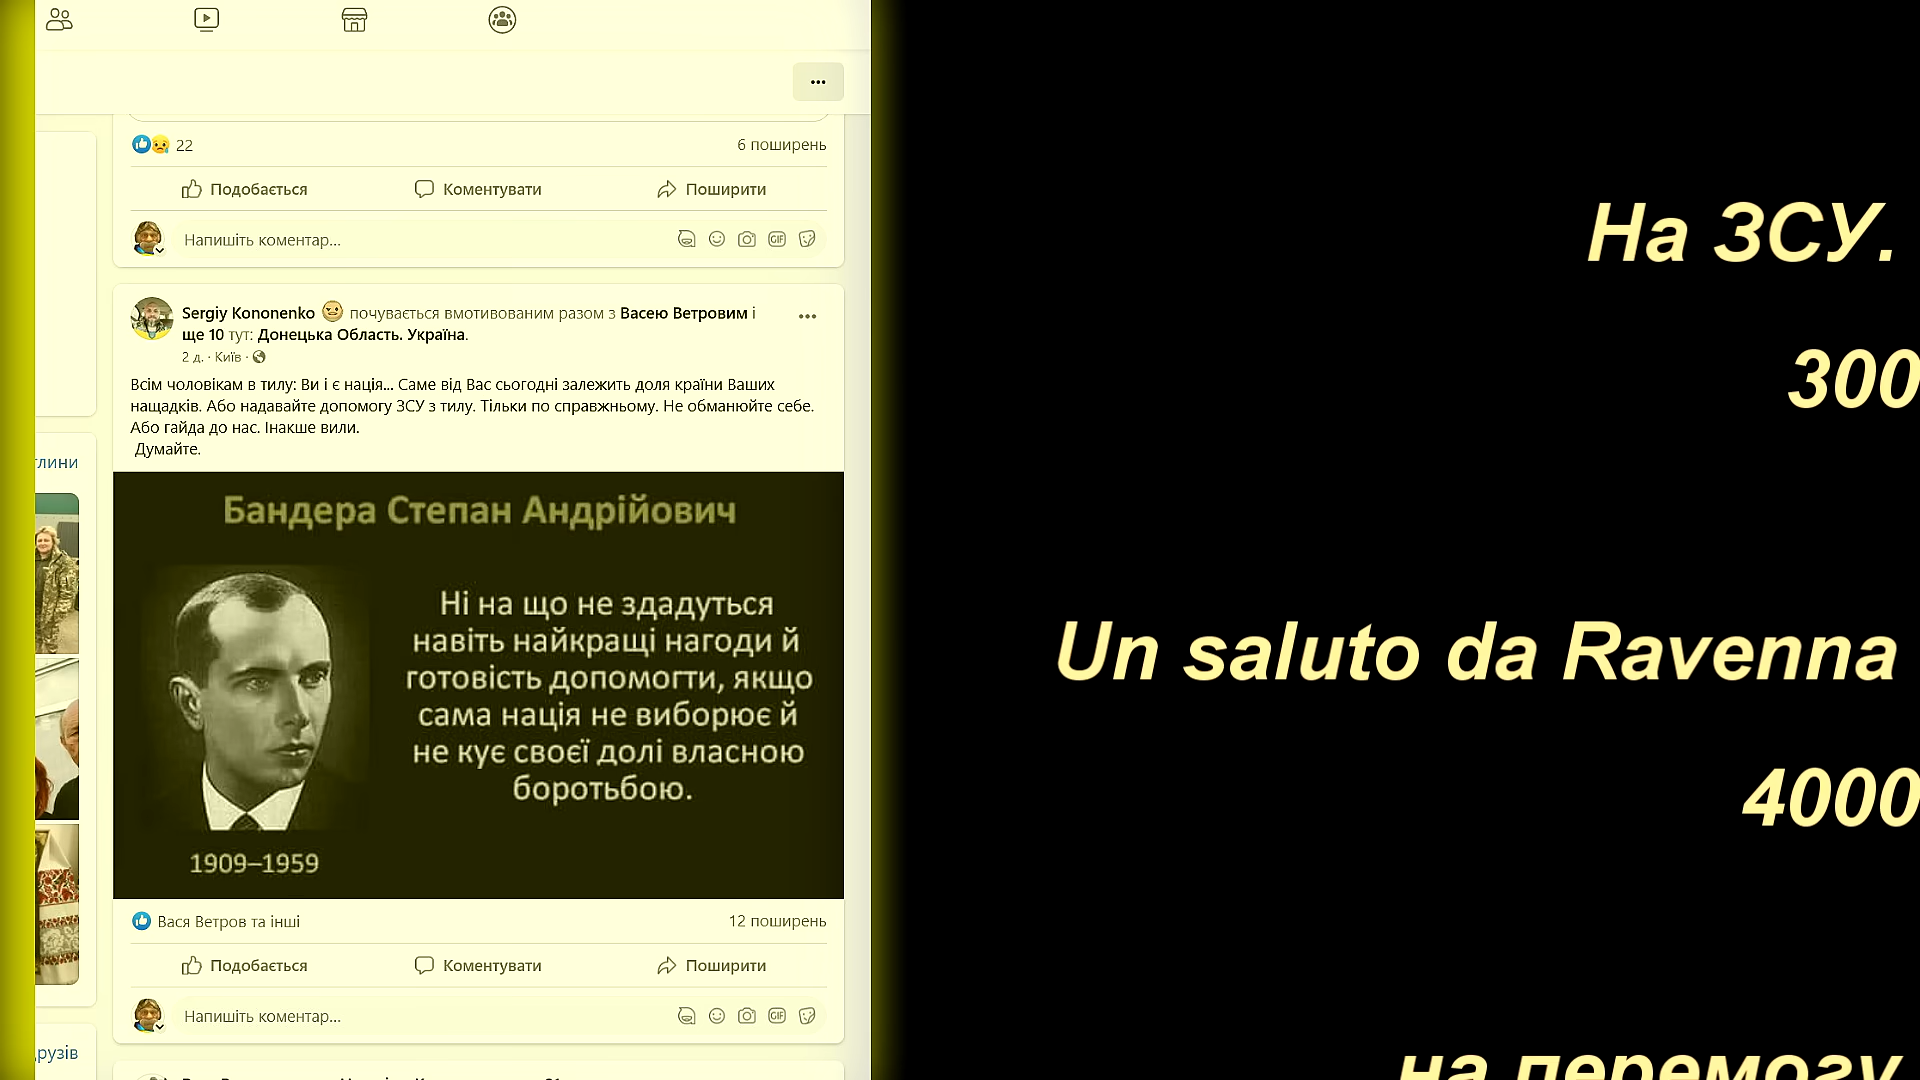 22
6 поширень
Подобається
Коментувати
Поширити
Напишіть коментар...
GIF
Sergiy Kononenko почувається вмотивованим разом з Васею Ветровим і
ще 10 тут: Донецька Область. Україна.
2 д. · Київ ·
Всім чоловікам в тилу: Ви і є нація... Саме від Вас сьогодні залежить доля країни Ваших
нащадків. Або надавайте допомогу ЗСУ з тилу. Тільки по справжньому. Не обманюйте себе.
Або гайда до нас. Інакше вили.
Думайте.
Бандера Степан Андрійович
Ні на що не здадуться
навіть найкращі нагоди й
готовість допомогти, якщо
сама нація не виборює й
не кує своєї долі власною
боротьбою.
1909–1959
Вася Ветров та інші
12 поширень
Подобається
Коментувати
Поширити
Напишіть коментар...
GIF
На ЗСУ.
300
Un saluto da Ravenna
4000
на перемогу